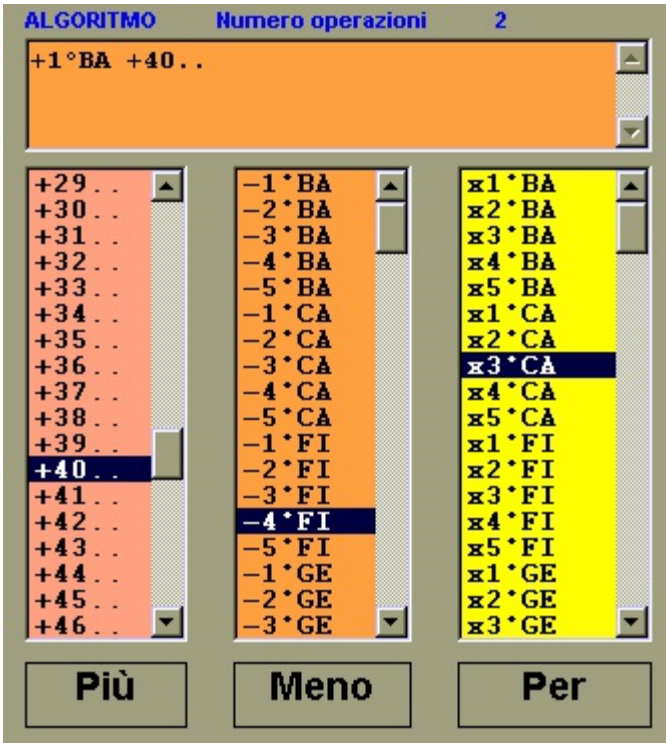 ALGORITMO Numero operazioni 2
+1°BA +40..
+29.. -1°BA x1°BA
+30.. -2°BA x2°BA
+31.. -3°BA x3°BA
+32.. -4°BA x4°BA
+33.. -5°BA x5°BA
+34.. -1°CA x1°CA
+35.. -2°CA x2°CA
+36.. -3°CA x3°CA
+37.. -4°CA x4°CA
+38.. -5°CA x5°CA
+39.. -1°FI x1°FI
+40.. -2°FI x2°FI
+41.. -3°FI x3°FI
+42.. -4°FI x4°FI
+43.. -5°FI x5°FI
+44.. -1°GE x1°GE
+45.. -2°GE x2°GE
+46.. -3°GE x3°GE
Più Meno Per